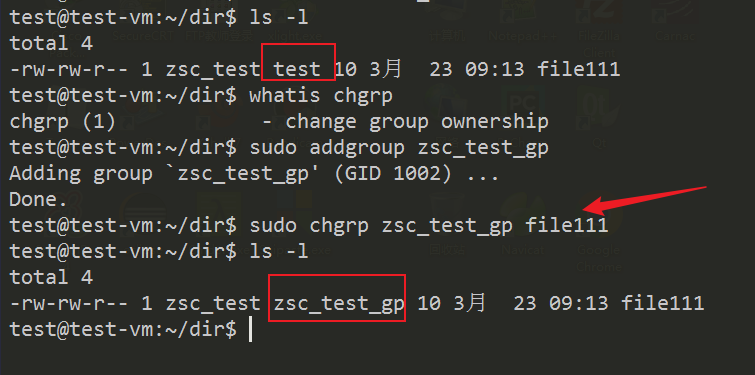 test@test-vm:~/dir$ ls -l
total 4
-rw-rw-r-- 1 zsc_test test 10 3月  23 09:13 file111
test@test-vm:~/dir$ whatis chgrp
chgrp (1)            - change group ownership
test@test-vm:~/dir$ sudo addgroup zsc_test_gp
Adding group `zsc_test_gp' (GID 1002) ...
Done.
test@test-vm:~/dir$ sudo chgrp zsc_test_gp file111
test@test-vm:~/dir$ ls -l
total 4
-rw-rw-r-- 1 zsc_test zsc_test_gp 10 3月  23 09:13 file111
test@test-vm:~/dir$